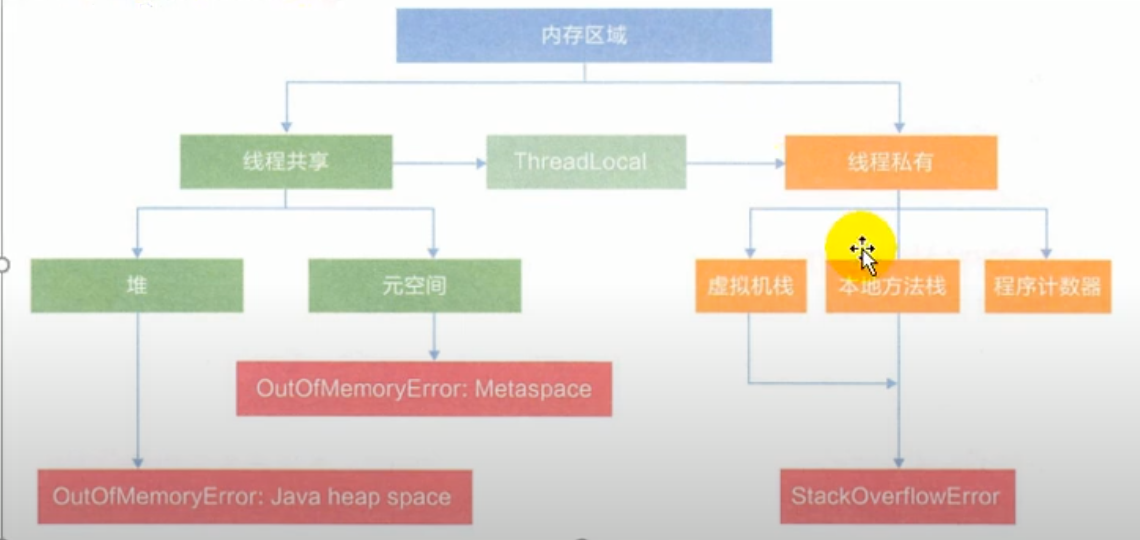 内存区域
线程共享
ThreadLocal
线程私有
堆
元空间
虚拟机栈
本地方法栈
程序计数器
OutOfMemoryError: Metaspace
OutOfMemoryError: Java heap space
StackOverflowError